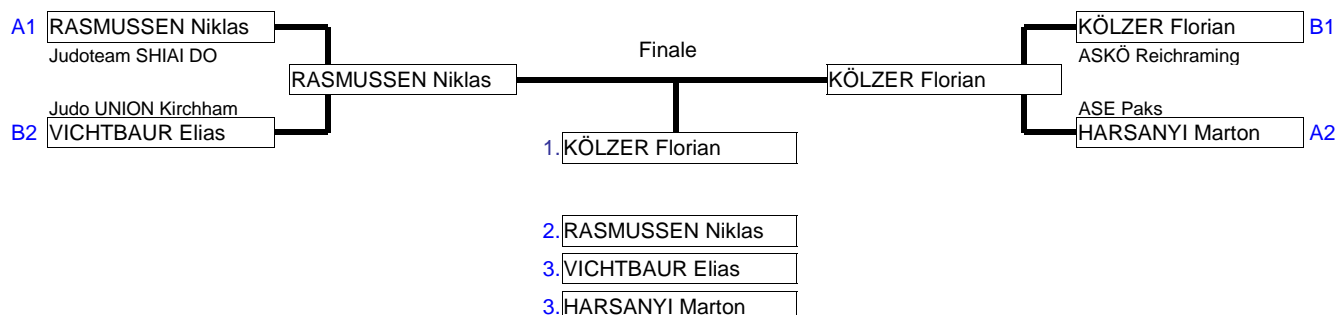 A1 RASMUSSEN Niklas
Judoteam SHIAI DO
Judo UNION Kirchham
B2 VICHTBAUR Elias
RASMUSSEN Niklas
Finale
KÖLZER Florian
KÖLZER Florian B1
ASKÖ Reichraming
ASE Paks
HARSANYI Marton A2
1. KÖLZER Florian
2. RASMUSSEN Niklas
3. VICHTBAUR Elias
3. HARSANYI Marton